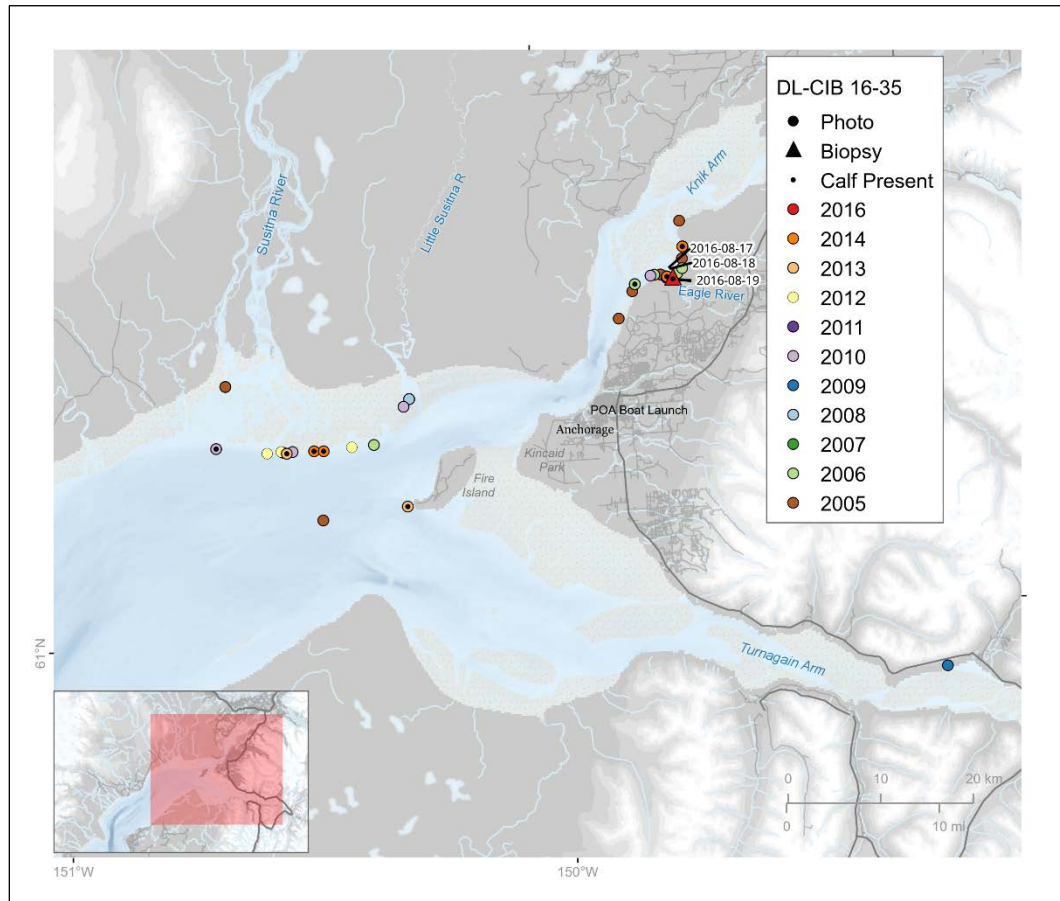 DL-CIB 16-35
Photo
Biopsy
Calf Present
2016
2014
2013
2012
2011
2010
2009
2008
2007
2006
2005
Knik Arm
Susitna River
Little Susitna R
2016-08-17
2016-08-18
2016-08-19
Eagle River
POA Boat Launch
Anchorage
Kincaid
Park
Fire
Island
Turnagain Arm
61°N
0 10 20 km
0 10 mi
151°W 150°W